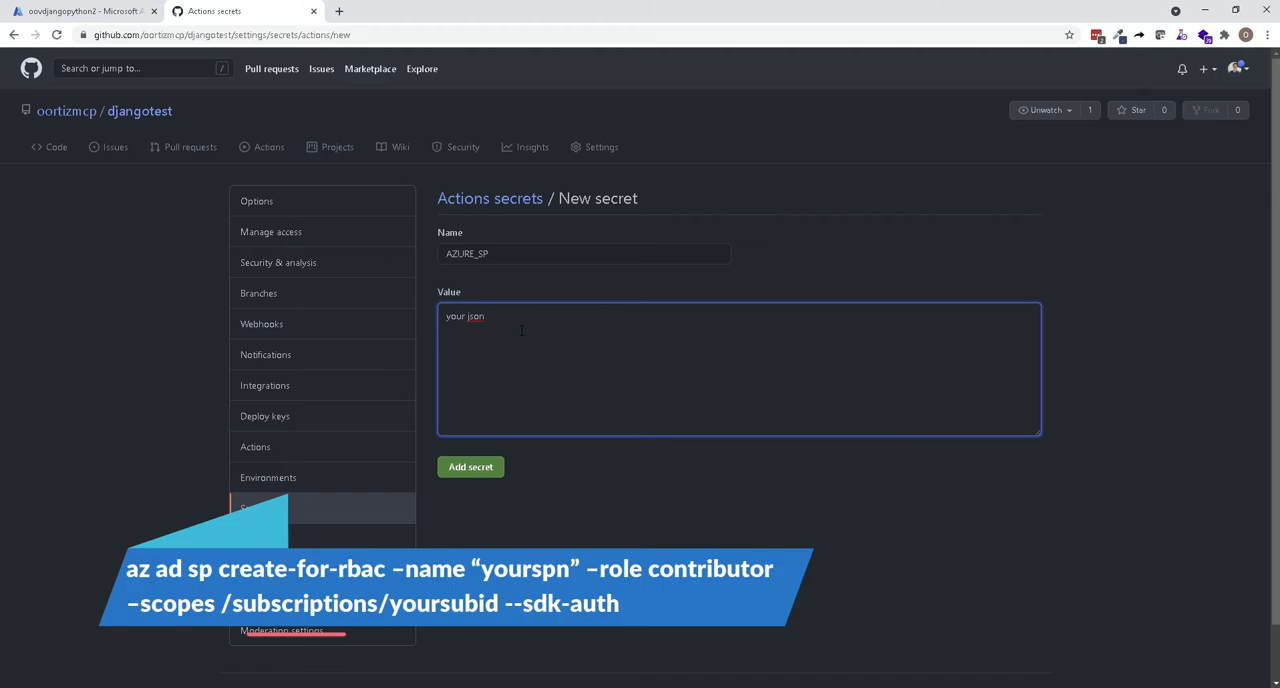 oovdjangopython2 - Microsoft A
Actions secrets
github.com/oortizmcp/djangotest/settings/secrets/actions/new
Search or jump to...
/
Pull requests
Issues
Marketplace
Explore
oortizmcp / djangotest
Unwatch
1
Star
0
Fork
0
Code
Issues
Pull requests
Actions
Projects
Wiki
Security
Insights
Settings
Options
Manage access
Security & analysis
Branches
Webhooks
Notifications
Integrations
Deploy keys
Actions
Environments
Actions secrets / New secret
Name
AZURE_SP
Value
your json
Add secret
az ad sp create-for-rbac –name “yourspn” –role contributor
–scopes /subscriptions/yoursubid --sdk-auth
Moderation settings